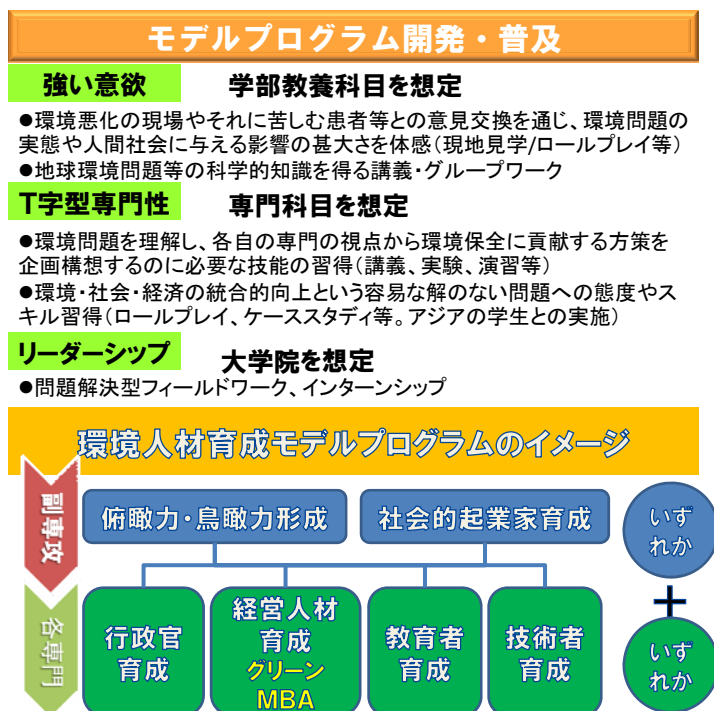 モデルプログラム開発・普及
強い意欲 学部教養科目を想定
●環境悪化の現場やそれに苦しむ患者等との意見交換を通じ、環境問題の
実態や人間社会に与える影響の甚大さを体感（現地見学/ロールプレイ等）
●地球環境問題等の科学的知識を得る講義・グループワーク
T字型専門性 専門科目を想定
●環境問題を理解し、各自の専門の視点から環境保全に貢献する方策を
企画構想するのに必要な技能の習得（講義、実験、演習等）
●環境・社会・経済の統合的向上という容易な解のない問題への態度やス
キル習得（ロールプレイ、ケーススタディ等。アジアの学生との実施）
リーダーシップ 大学院を想定
●問題解決型フィールドワーク、インターンシップ
環境人材育成モデルプログラムのイメージ
副専攻
俯瞰力・鳥瞰力形成
社会的起業家育成
いず
れか
＋
各専門
行政官
育成
経営人材
育成
グリーン
MBA
教育者
育成
技術者
育成
いず
れか